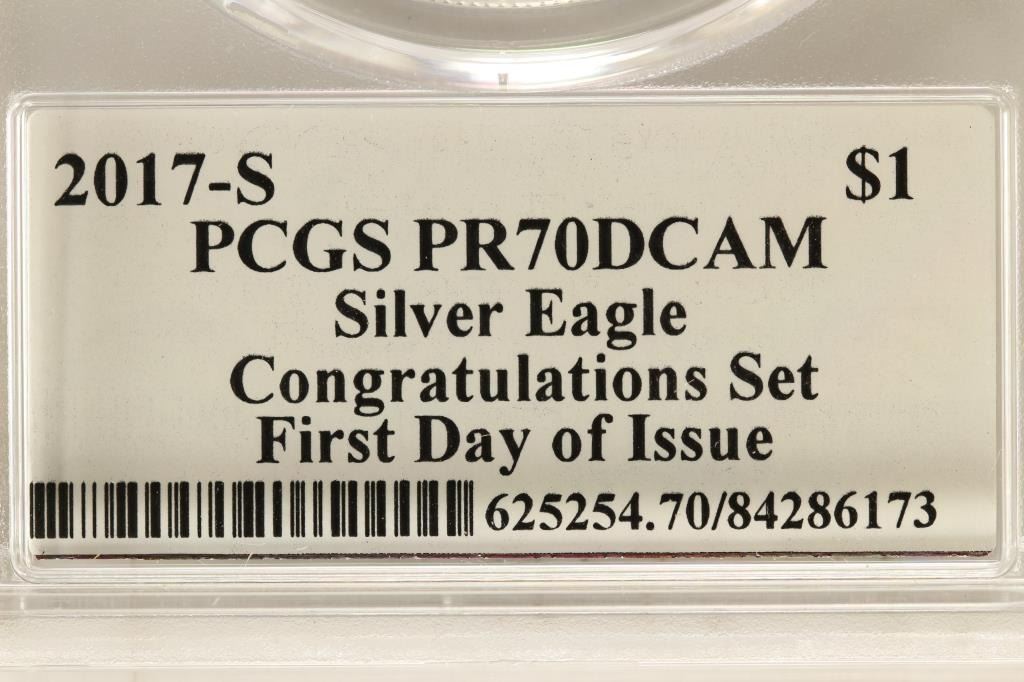 2017-S $1
PCGS PR70DCAM
Silver Eagle
Congratulations Set
First Day of Issue
625254.70/84286173